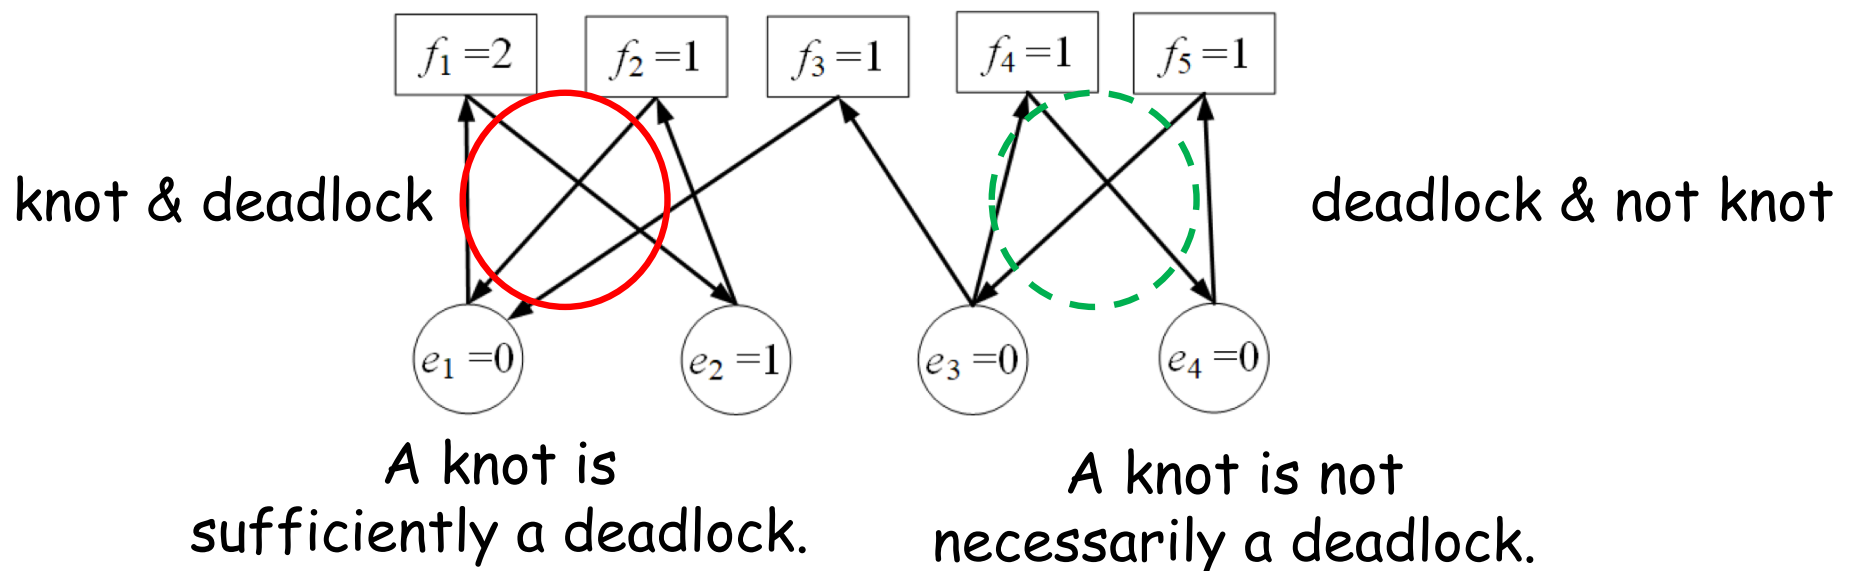 f1 =2 f2 =1 f3 =1 f4 =1 f5 =1
knot & deadlock deadlock & not knot
e1 =0 e2 =1 e3 =0 e4 =0
A knot is
sufficiently a deadlock.
A knot is not
necessarily a deadlock.